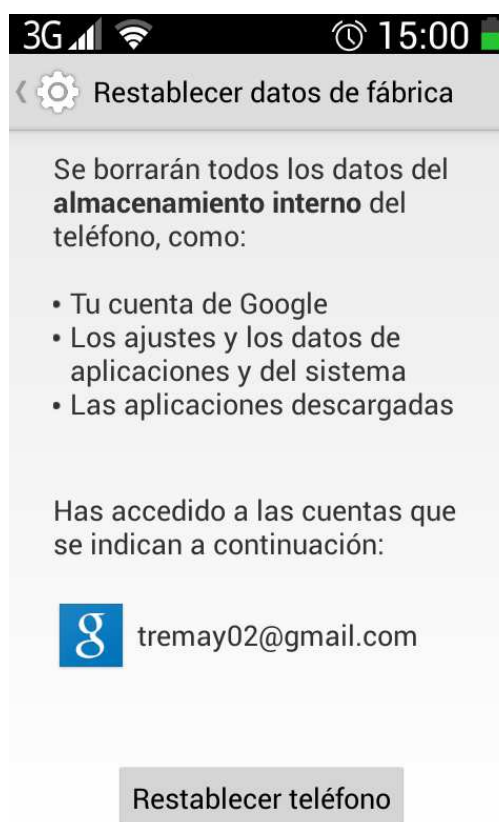 3G 15:00
Restablecer datos de fábrica
Se borrarán todos los datos del
almacenamiento interno del
teléfono, como:
• Tu cuenta de Google
• Los ajustes y los datos de
aplicaciones y del sistema
• Las aplicaciones descargadas
Has accedido a las cuentas que
se indican a continuación:
g tremay02@gmail.com
Restablecer teléfono